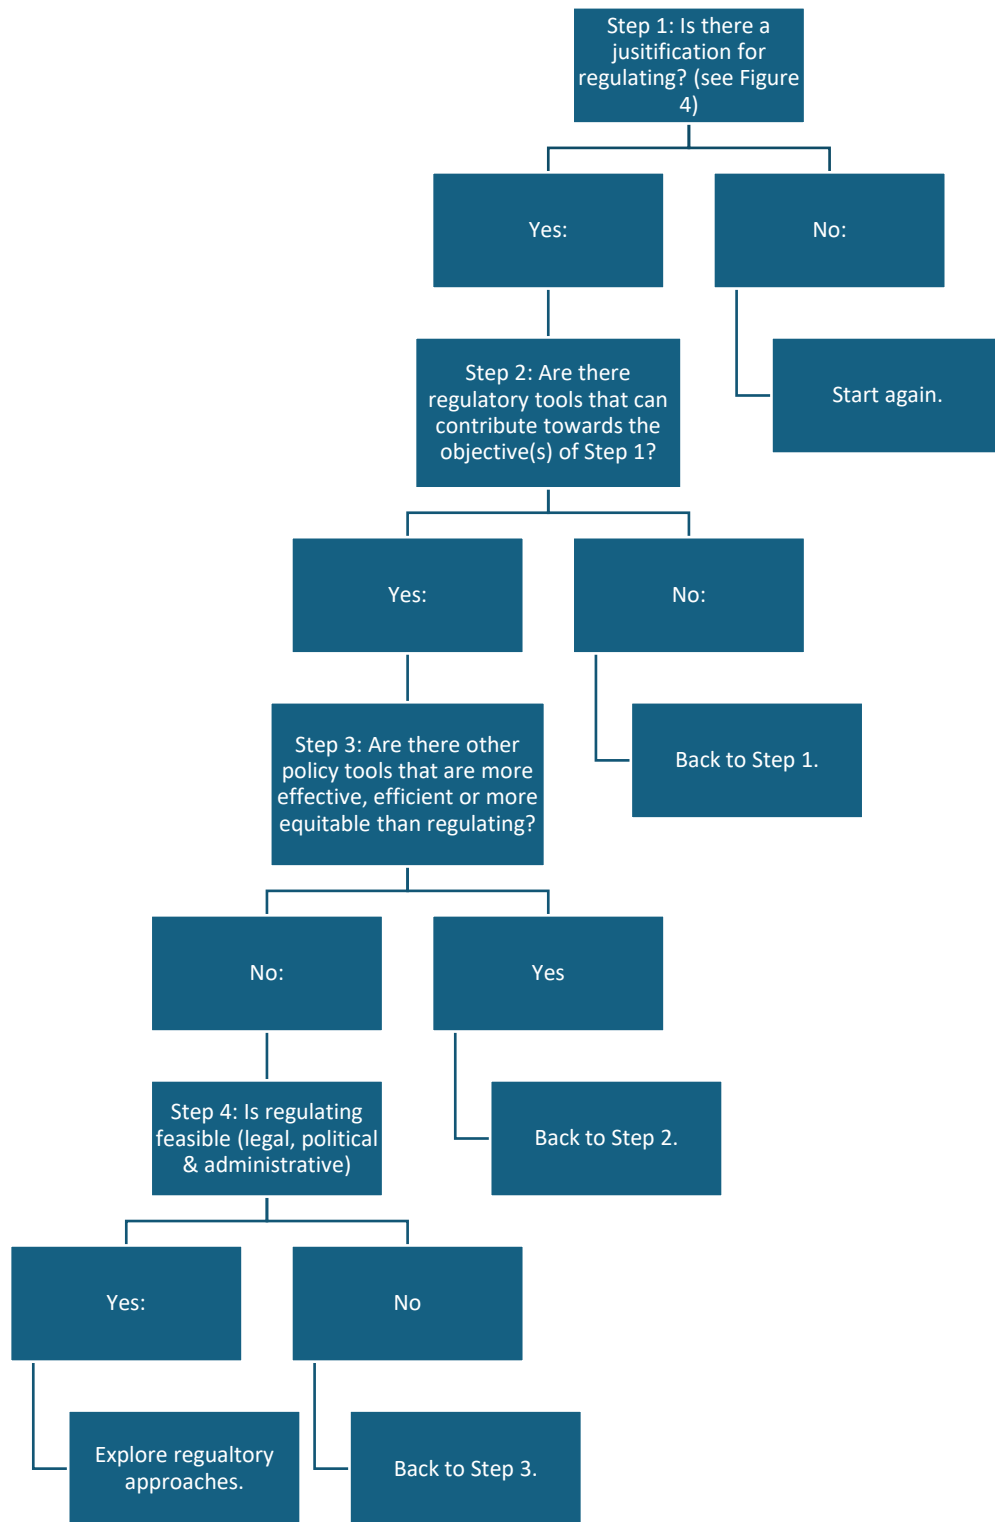 Step 1: Is there a
jusitification for
regulating? (see Figure
4)
Yes:
No:
Step 2: Are there
regulatory tools that can
contribute towards the
objective(s) of Step 1?
Start again.
Yes:
No:
Step 3: Are there other
policy tools that are more
effective, efficient or more
equitable than regulating?
Back to Step 1.
No:
Yes
Step 4: Is regulating
feasible (legal, political
& administrative)
Back to Step 2.
Yes:
No
Explore regualtory
approaches.
Back to Step 3.